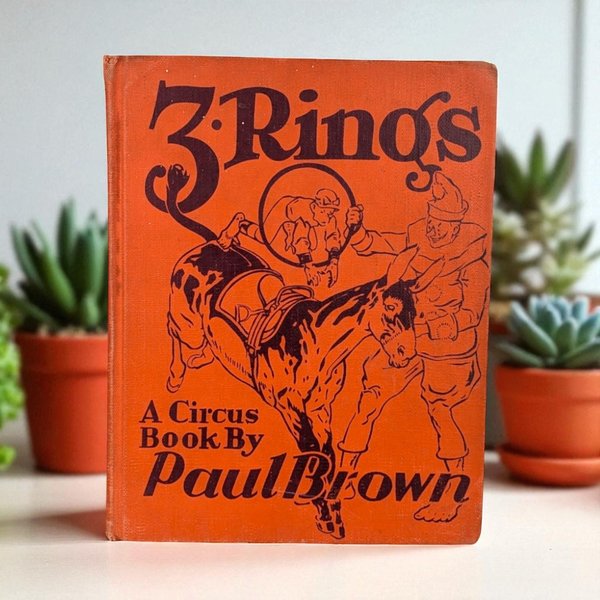 3·Rings
A Circus
Book By
Paul Brown